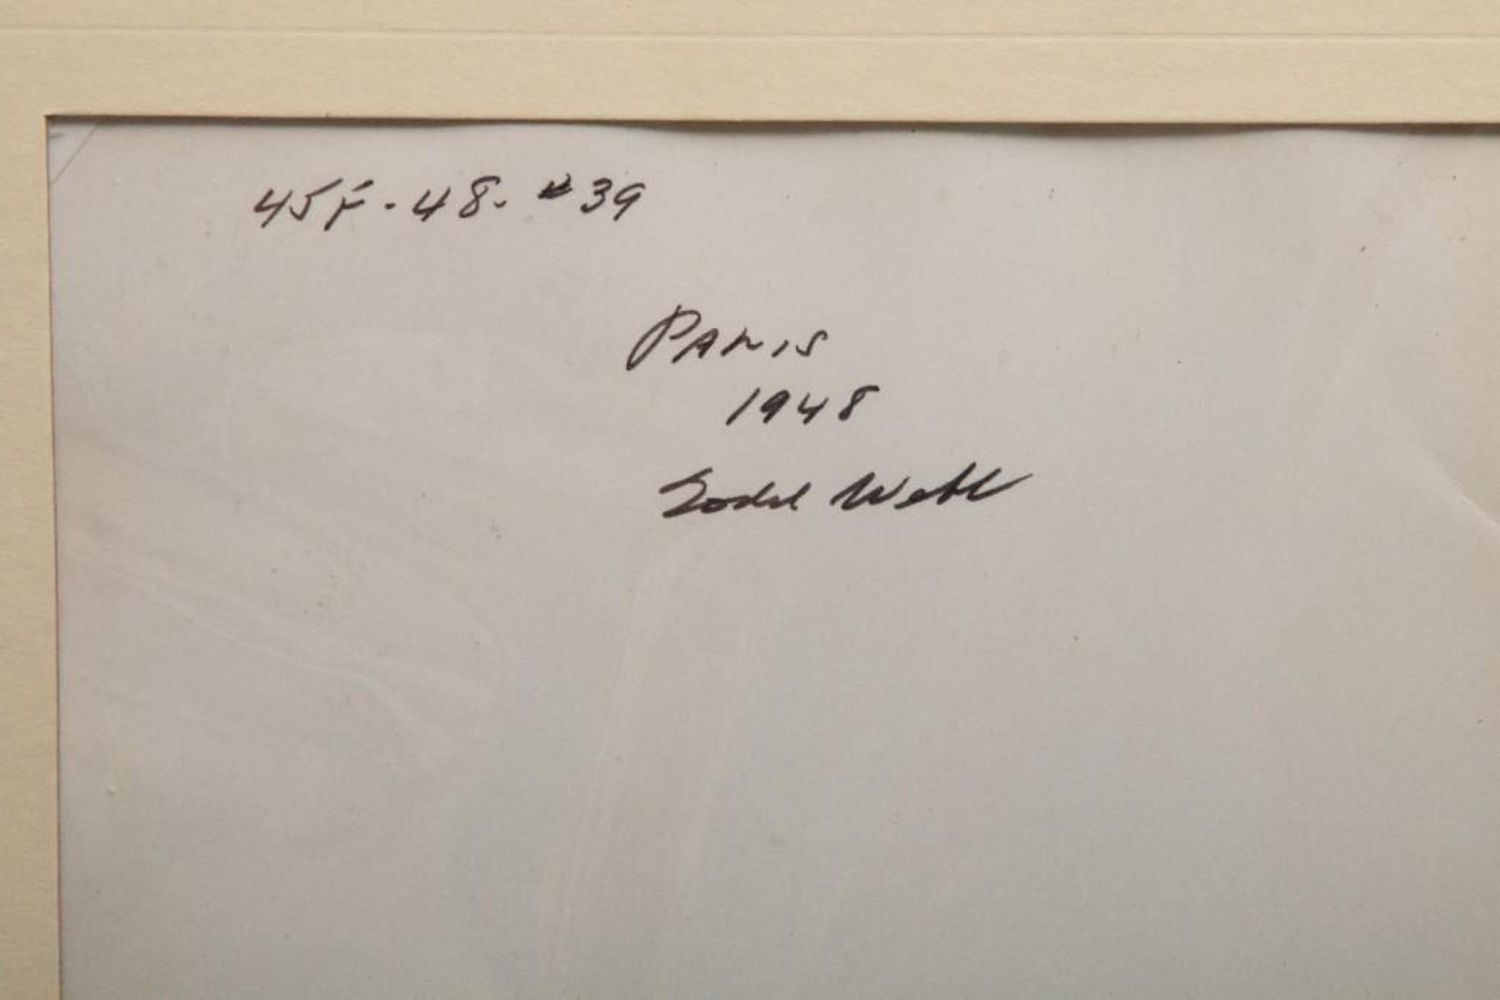 45F-48-#39
PARIS
1948
Todd Webb